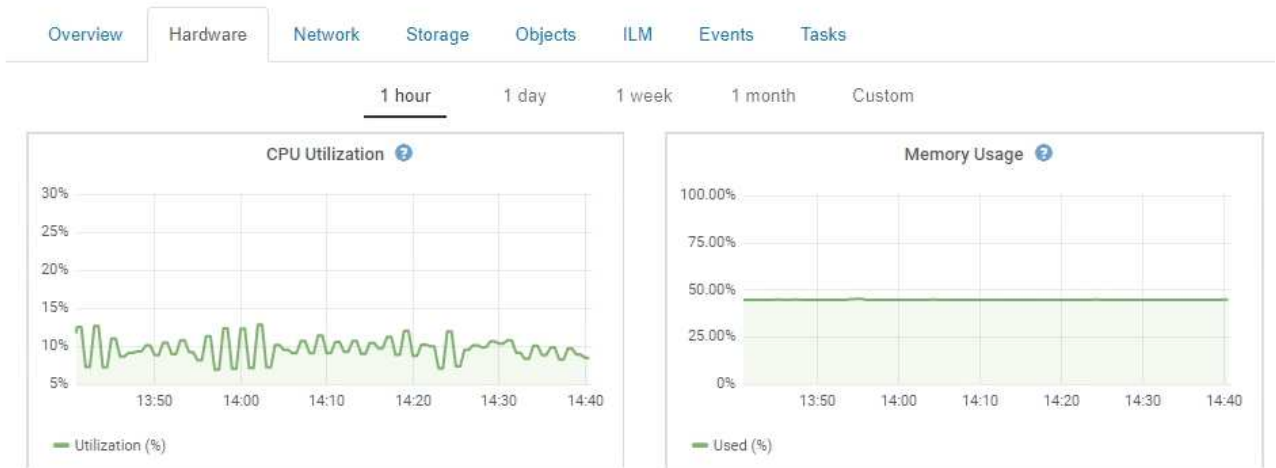 Overview Hardware Network Storage Objects ILM Events Tasks
1 hour 1 day 1 week 1 month Custom
CPU Utilization ?
30%
25%
20%
15%
10%
5%
13:50 14:00 14:10 14:20 14:30 14:40
Utilization (%)
Memory Usage ?
100.00%
75.00%
50.00%
25.00%
0%
13:50 14:00 14:10 14:20 14:30 14:40
Used (%)